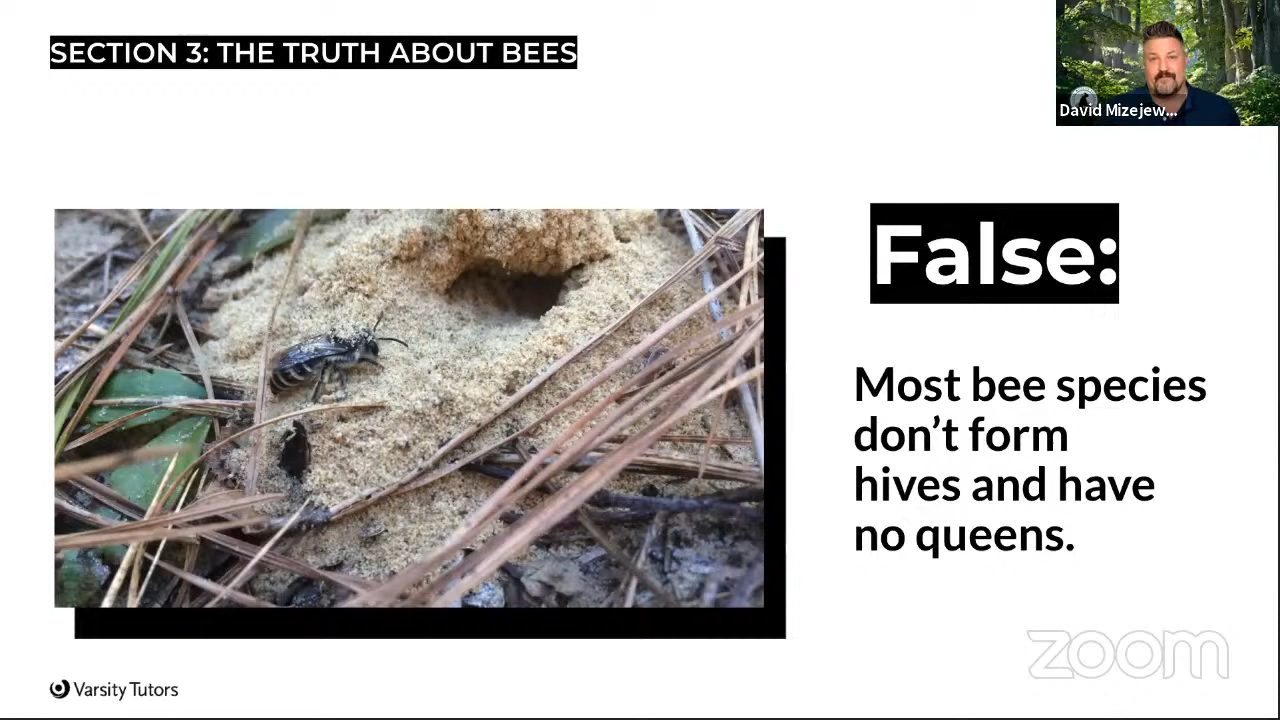 SECTION 3: THE TRUTH ABOUT BEES
David Mizejew...
False:
Most bee species
don’t form
hives and have
no queens.
zoom
Varsity Tutors